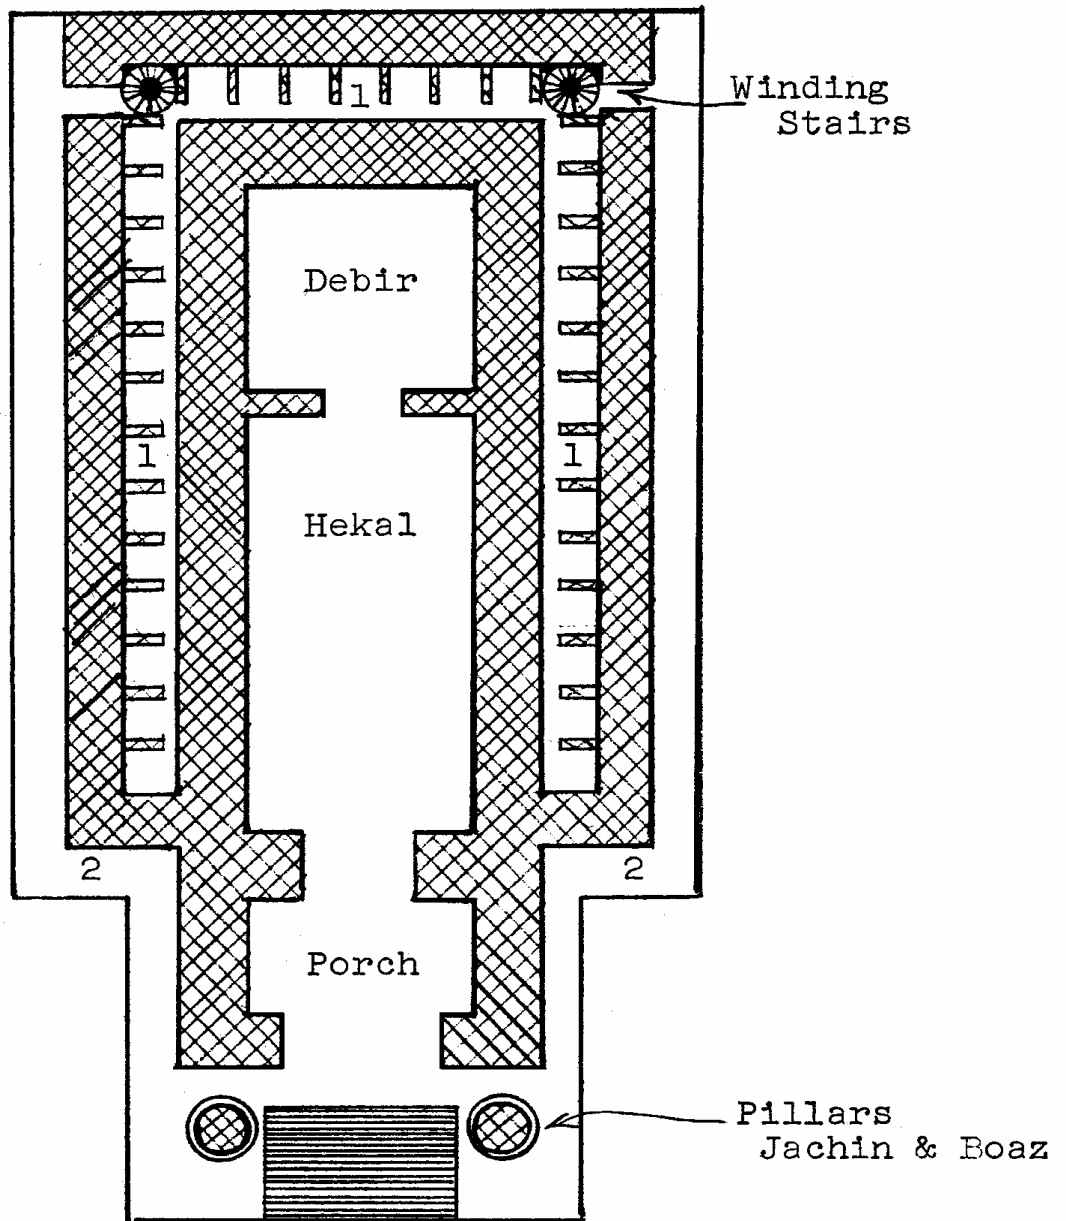 1
Winding
Stairs
Debir
1
1
Hekal
2
2
Porch
Pillars
Jachin & Boaz